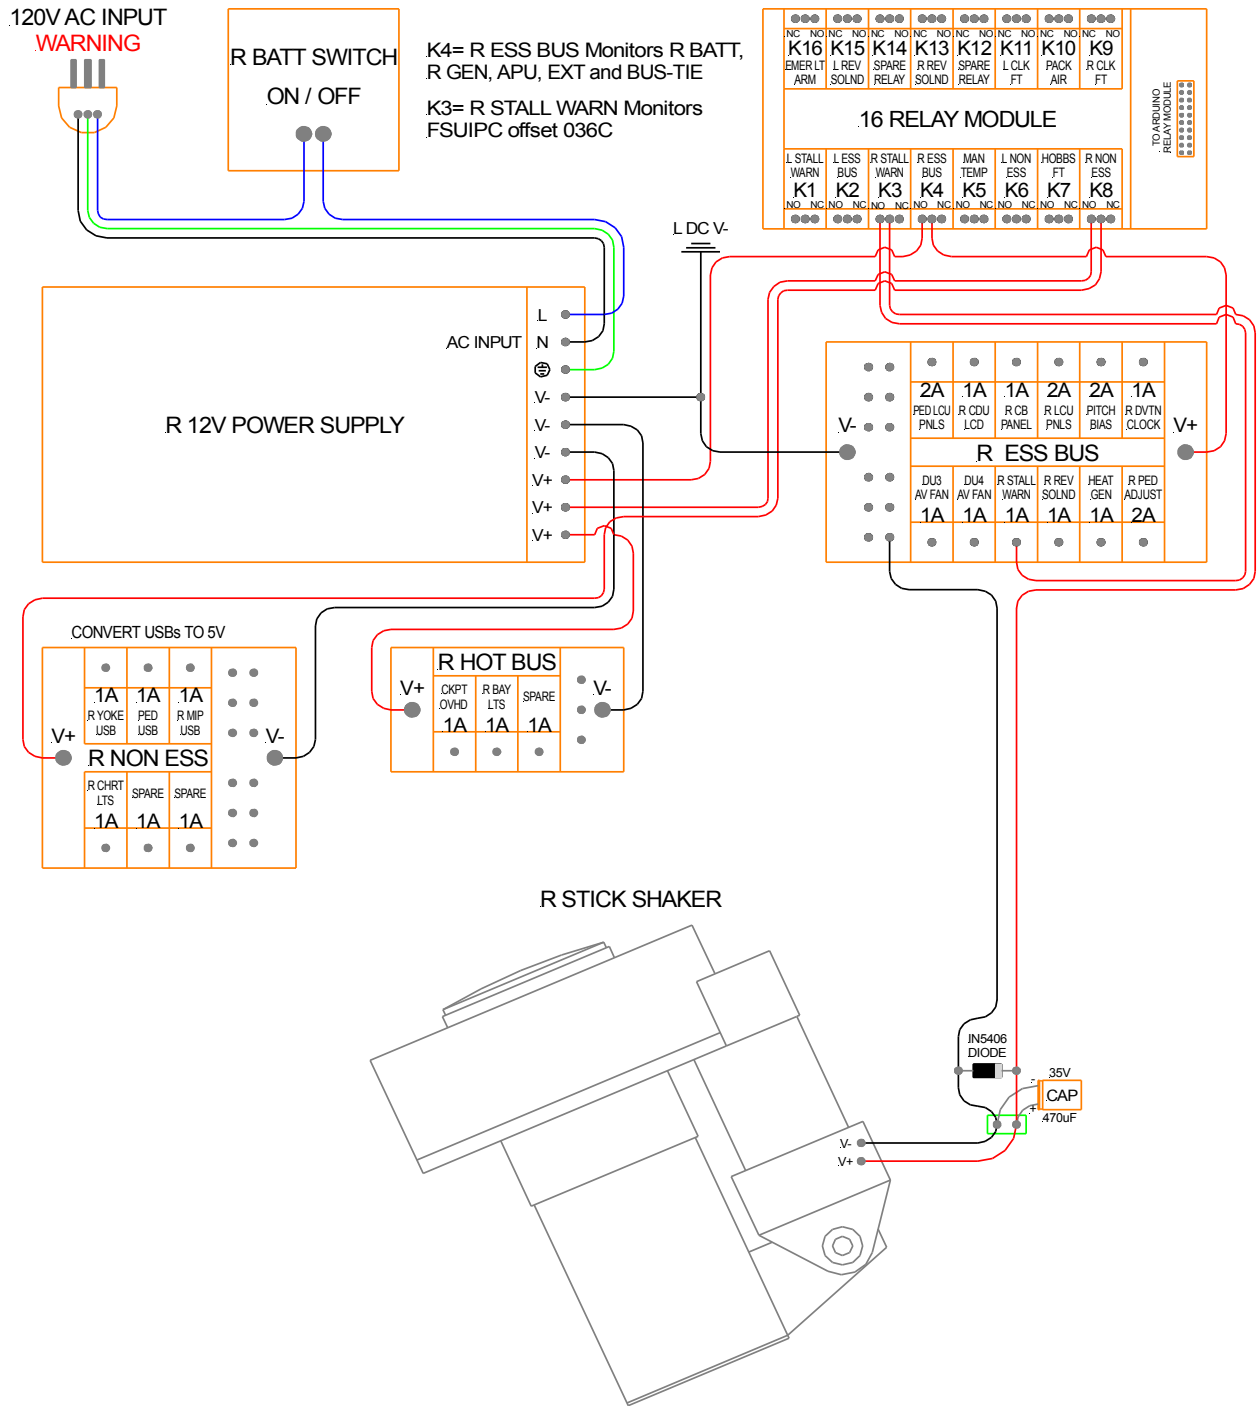 120V AC INPUT
WARNING
R BATT SWITCH
ON / OFF
K4= R ESS BUS Monitors R BATT,
R GEN, APU, EXT and BUS-TIE
K3= R STALL WARN Monitors
FSUIPC offset 036C
NC NO NC NO NC NO NC NO NC NO NC NO NC NO NC NO
K16 K15 K14 K13 K12 K11 K10 K9
EMER LT L REV SPARE R REV SPARE L CLK PACK R CLK
ARM SOLND RELAY SOLND RELAY FT AIR FT
16 RELAY MODULE
TO ARDUINO
RELAY MODULE
L STALL L ESS R STALL R ESS MAN L NON HOBBS R NON
WARN BUS WARN BUS TEMP ESS FT ESS
K1 K2 K3 K4 K5 K6 K7 K8
NO NC NO NC NO NC NO NC NO NC NO NC NO NC NO NC
L DC V-
R 12V POWER SUPPLY
AC INPUT
L
N
V-
V-
V-
V+
V+
V+
2A 1A 1A 2A 2A 1A
PED LCU R CDU R CB R LCU PITCH R DVTN
PNLS LCD PANEL PNLS BIAS CLOCK
V- R ESS BUS V+
DU3 DU4 R STALL R REV HEAT R PED
AV FAN AV FAN WARN SOLND GEN ADJUST
1A 1A 1A 1A 1A 2A
CONVERT USBs TO 5V
1A 1A 1A
R YOKE PED R MIP
USB USB USB
V+ R NON ESS V-
R CHRT SPARE SPARE
LTS
1A 1A 1A
R HOT BUS
V+ V-
CKPT R BAY SPARE
OVHD LTS
1A 1A 1A
R STICK SHAKER
IN5406
DIODE
35V
-
CAP
+
470uF
V-
V+